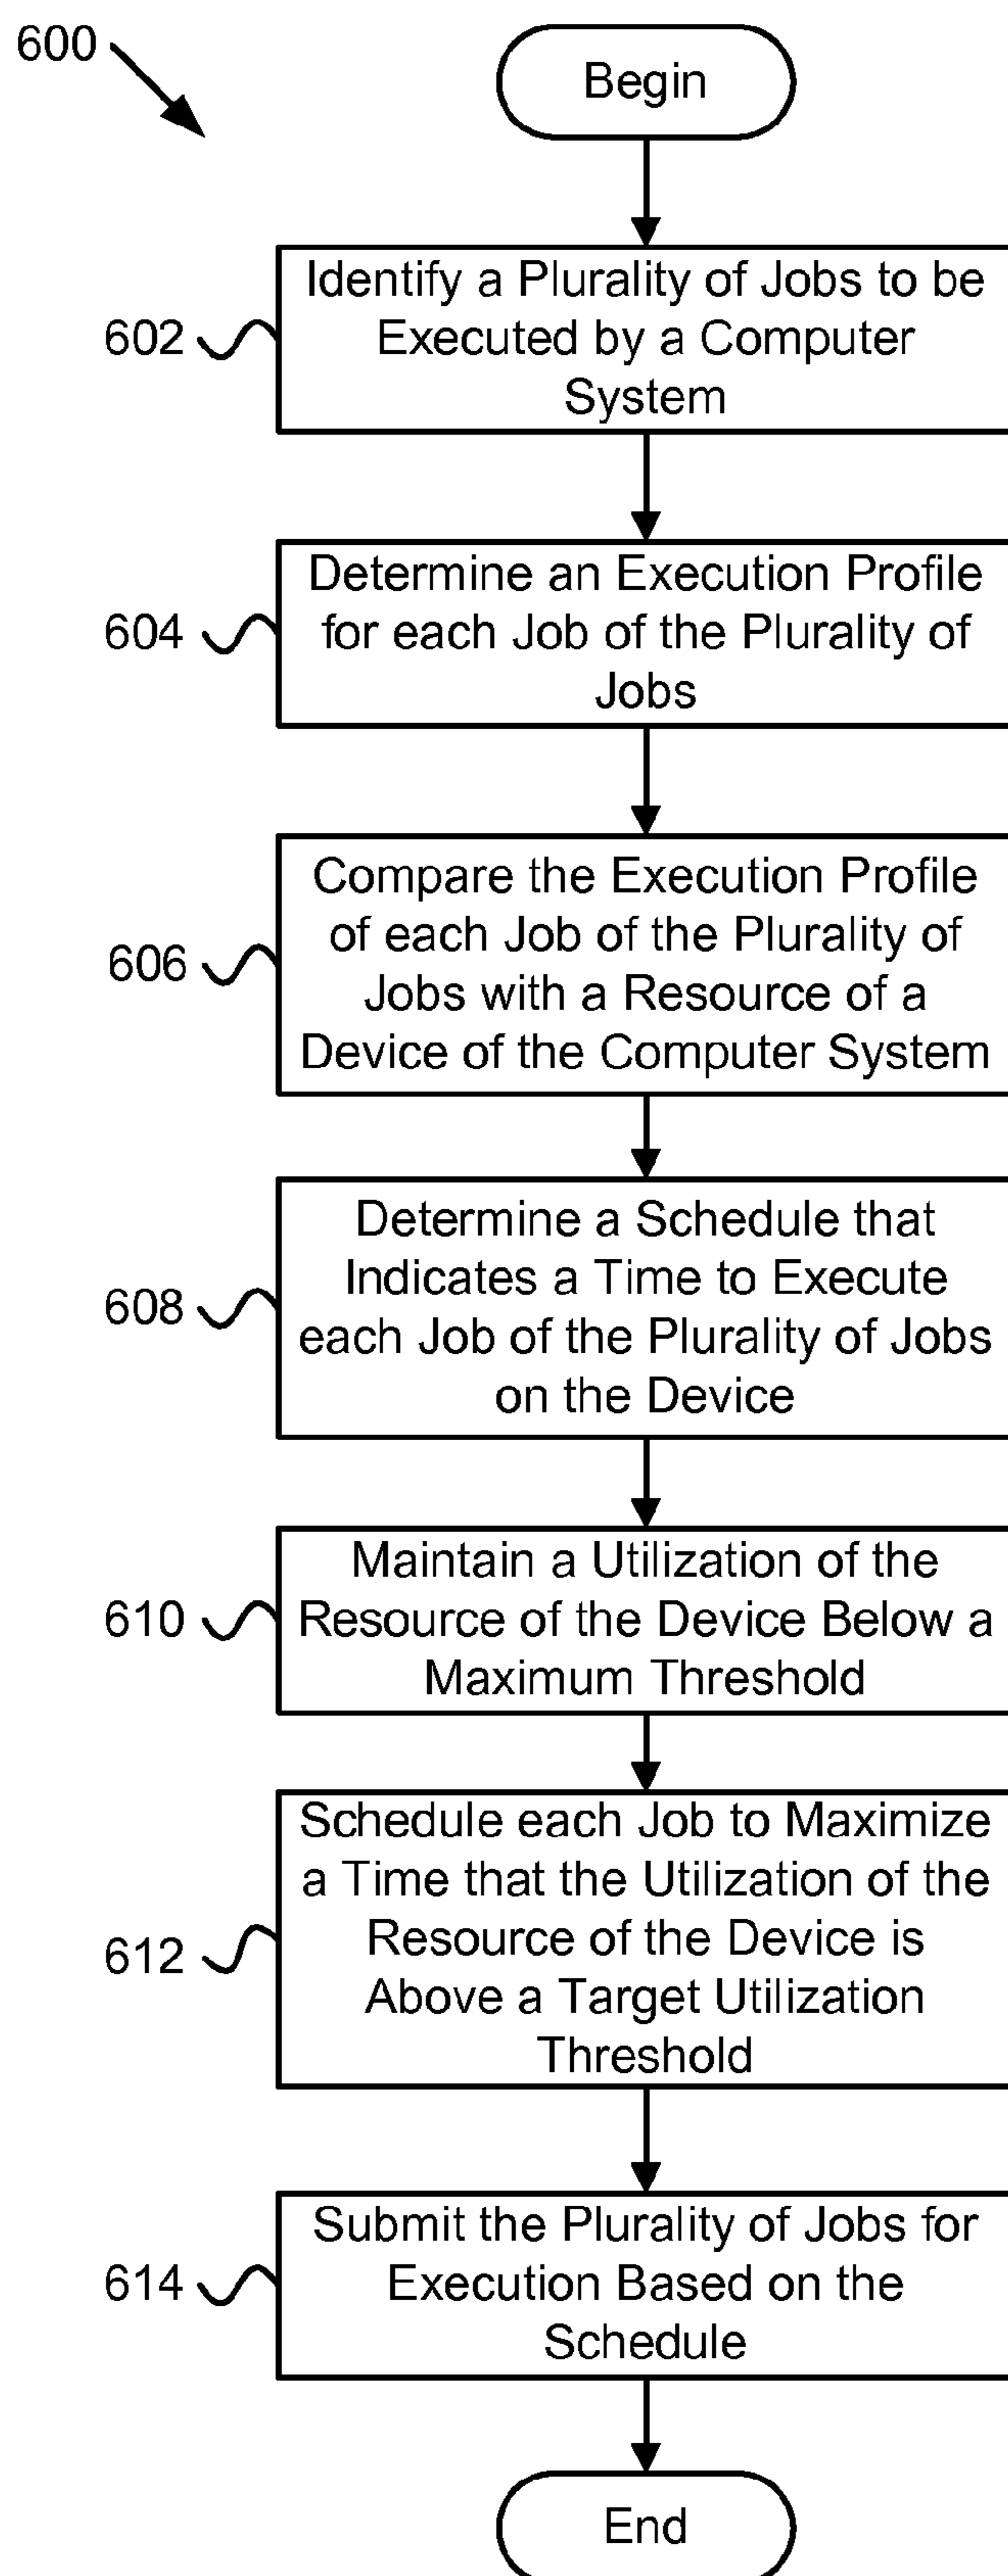 600
Begin
Identify a Plurality of Jobs to be
Executed by a Computer
System
602
Determine an Execution Profile
for each Job of the Plurality of
Jobs
604
Compare the Execution Profile
of each Job of the Plurality of
Jobs with a Resource of a
Device of the Computer System
606
Determine a Schedule that
Indicates a Time to Execute
each Job of the Plurality of Jobs
on the Device
608
Maintain a Utilization of the
Resource of the Device Below a
Maximum Threshold
610
Schedule each Job to Maximize
a Time that the Utilization of the
Resource of the Device is
Above a Target Utilization
Threshold
612
Submit the Plurality of Jobs for
Execution Based on the
Schedule
614
End